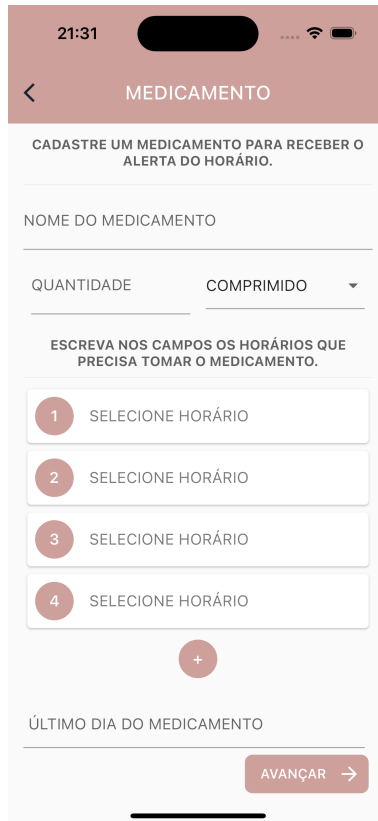 21:31
MEDICAMENTO
CADASTRE UM MEDICAMENTO PARA RECEBER O
ALERTA DO HORÁRIO.
NOME DO MEDICAMENTO
QUANTIDADE
COMPRIMIDO
ESCREVA NOS CAMPOS OS HORÁRIOS QUE
PRECISA TOMAR O MEDICAMENTO.
1 SELECIONE HORÁRIO
2 SELECIONE HORÁRIO
3 SELECIONE HORÁRIO
4 SELECIONE HORÁRIO
+
ÚLTIMO DIA DO MEDICAMENTO
AVANÇAR →